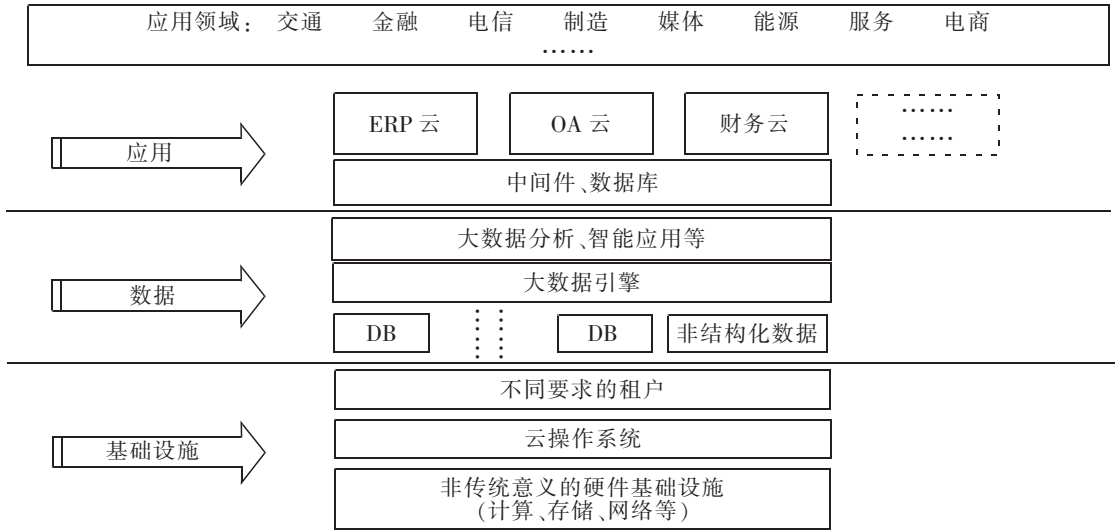 应用领域: 交通 金融 电信 制造 媒体 能源 服务 电商
……
ERP 云 OA 云 财务云 ……
……
应用
中间件、数据库
大数据分析、智能应用等
数据
大数据引擎
DB DB 非结构化数据
不同要求的租户
基础设施
云操作系统
非传统意义的硬件基础设施
(计算、存储、网络等)